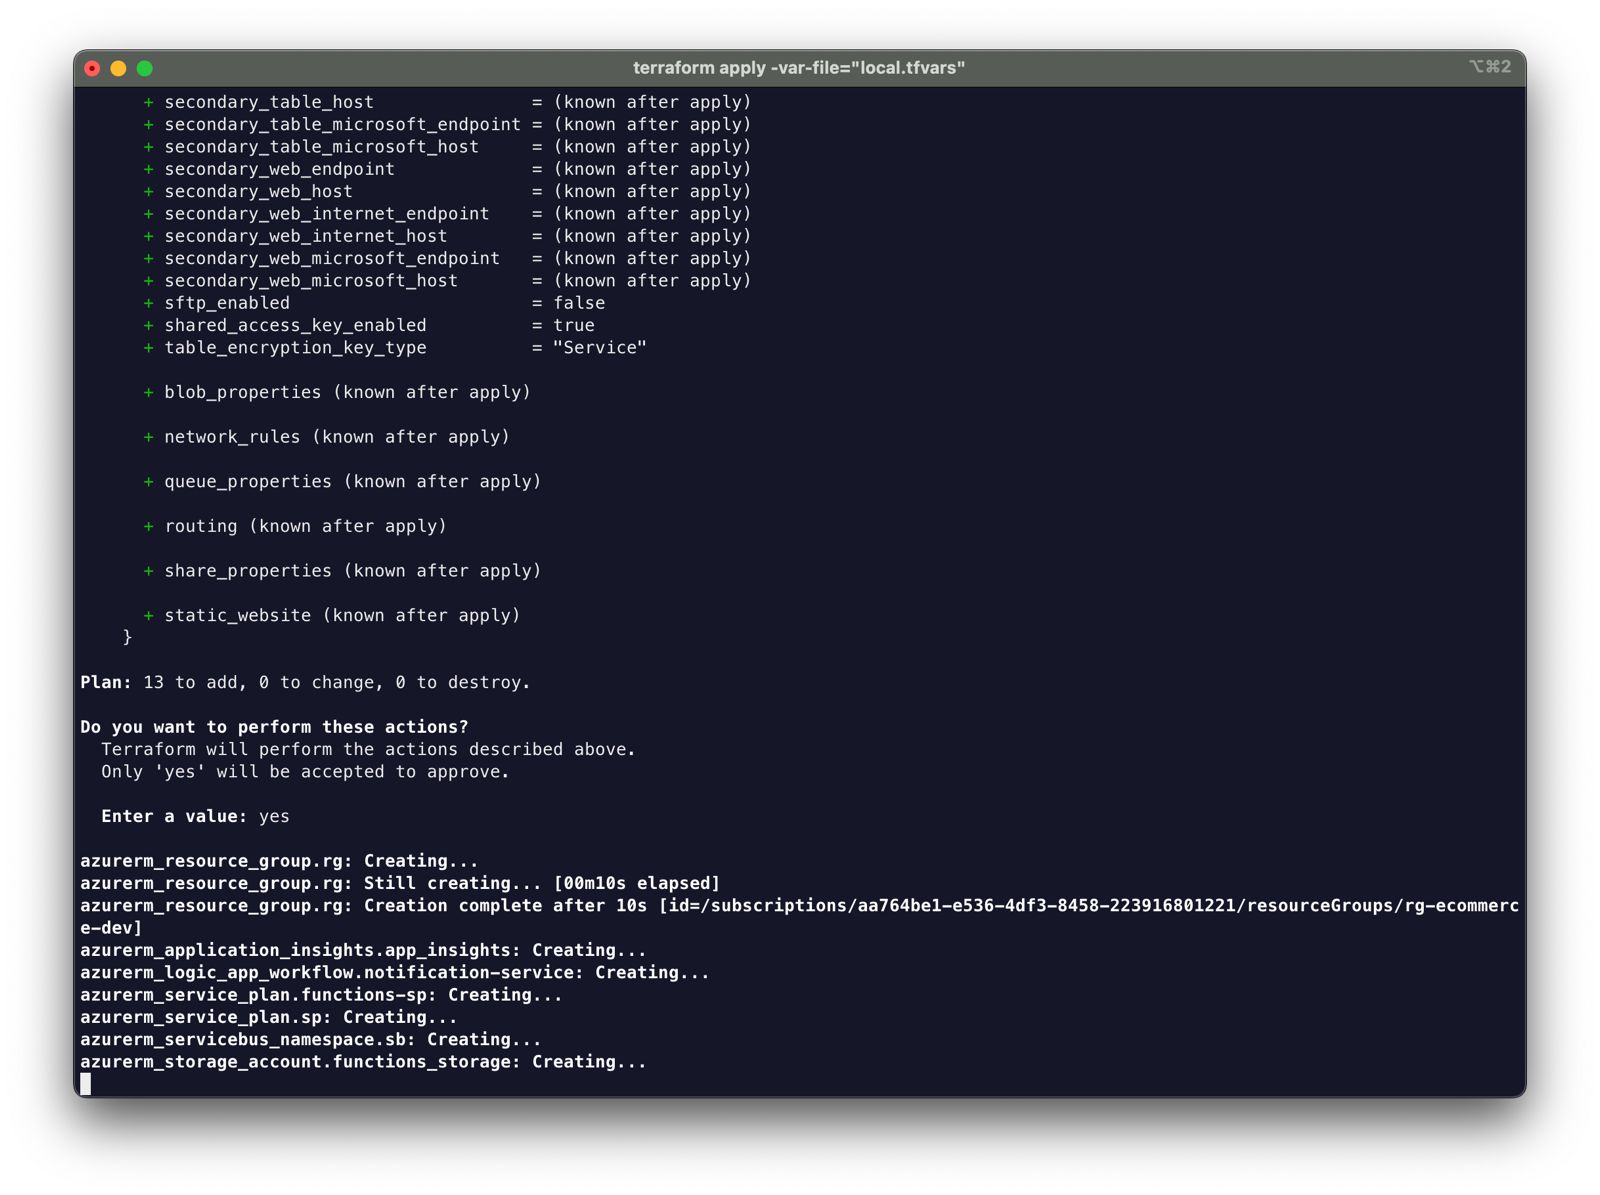 terraform apply -var-file="local.tfvars"
⌥⌘2
+ secondary_table_host = (known after apply)
+ secondary_table_microsoft_endpoint = (known after apply)
+ secondary_table_microsoft_host = (known after apply)
+ secondary_web_endpoint = (known after apply)
+ secondary_web_host = (known after apply)
+ secondary_web_internet_endpoint = (known after apply)
+ secondary_web_internet_host = (known after apply)
+ secondary_web_microsoft_endpoint = (known after apply)
+ secondary_web_microsoft_host = (known after apply)
+ sftp_enabled = false
+ shared_access_key_enabled = true
+ table_encryption_key_type = "Service"
+ blob_properties (known after apply)
+ network_rules (known after apply)
+ queue_properties (known after apply)
+ routing (known after apply)
+ share_properties (known after apply)
+ static_website (known after apply)
}
Plan: 13 to add, 0 to change, 0 to destroy.
Do you want to perform these actions?
Terraform will perform the actions described above.
Only 'yes' will be accepted to approve.
Enter a value: yes
azurerm_resource_group.rg: Creating...
azurerm_resource_group.rg: Still creating... [00m10s elapsed]
azurerm_resource_group.rg: Creation complete after 10s [id=/subscriptions/aa764be1-e536-4df3-8458-223916801221/resourceGroups/rg-ecommerc
e-dev]
azurerm_application_insights.app_insights: Creating...
azurerm_logic_app_workflow.notification-service: Creating...
azurerm_service_plan.functions-sp: Creating...
azurerm_service_plan.sp: Creating...
azurerm_servicebus_namespace.sb: Creating...
azurerm_storage_account.functions_storage: Creating...